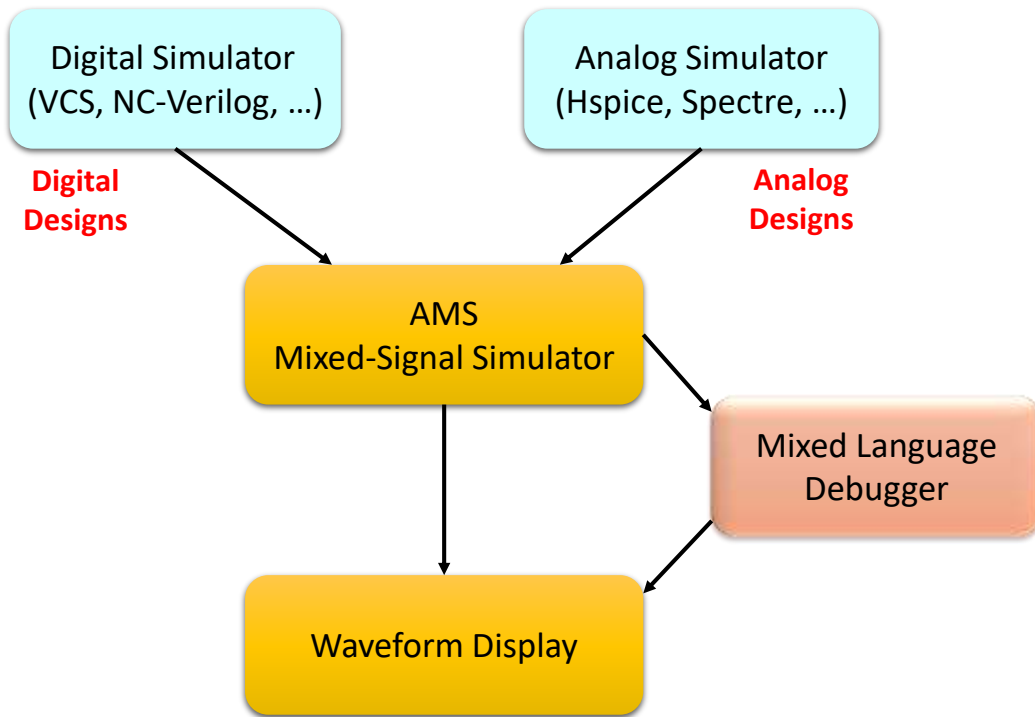 Digital Simulator
(VCS, NC-Verilog, …)
Analog Simulator
(Hspice, Spectre, …)
Digital
Designs
Analog
Designs
AMS
Mixed-Signal Simulator
Mixed Language
Debugger
Waveform Display